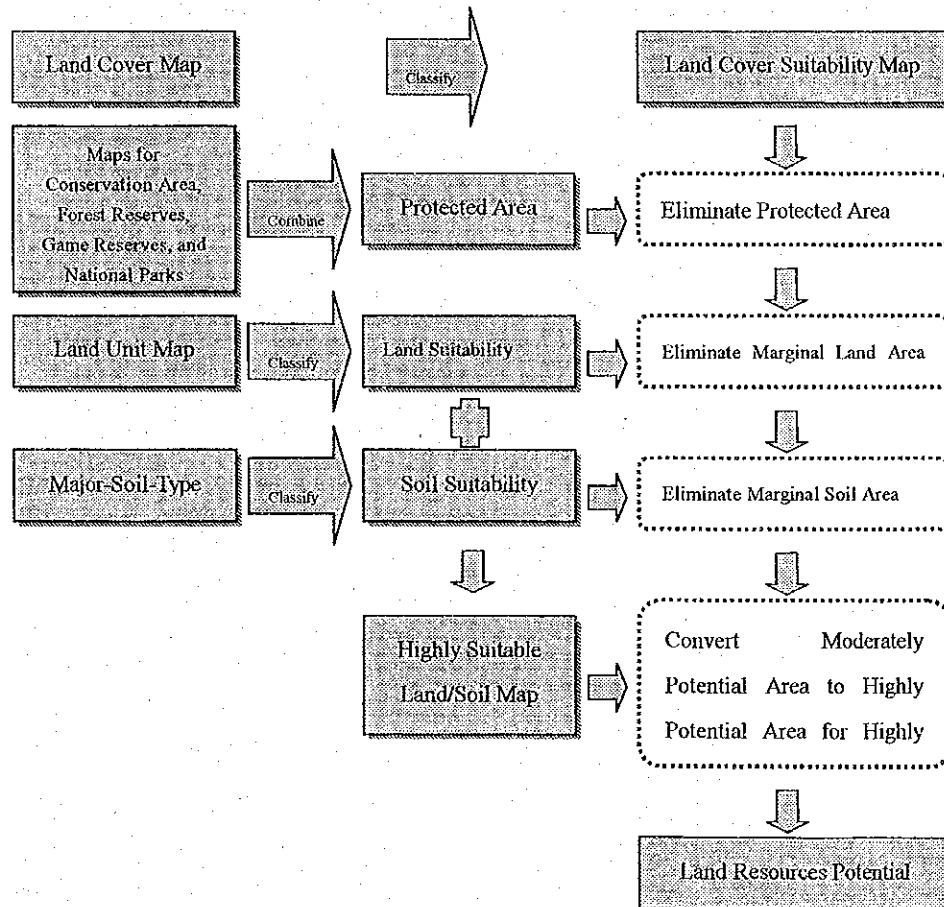 Land Cover Map
Classify
Land Cover Suitability Map
Maps for
Conservation Area,
Forest Reserves,
Game Reserves, and
National Parks
Combine
Protected Area
Eliminate Protected Area
Land Unit Map
Classify
Land Suitability
Eliminate Marginal Land Area
Major-Soil-Type
Classify
Soil Suitability
Eliminate Marginal Soil Area
Highly Suitable
Land/Soil Map
Convert Moderately
Potential Area to Highly
Potential Area for Highly
Land Resources Potential